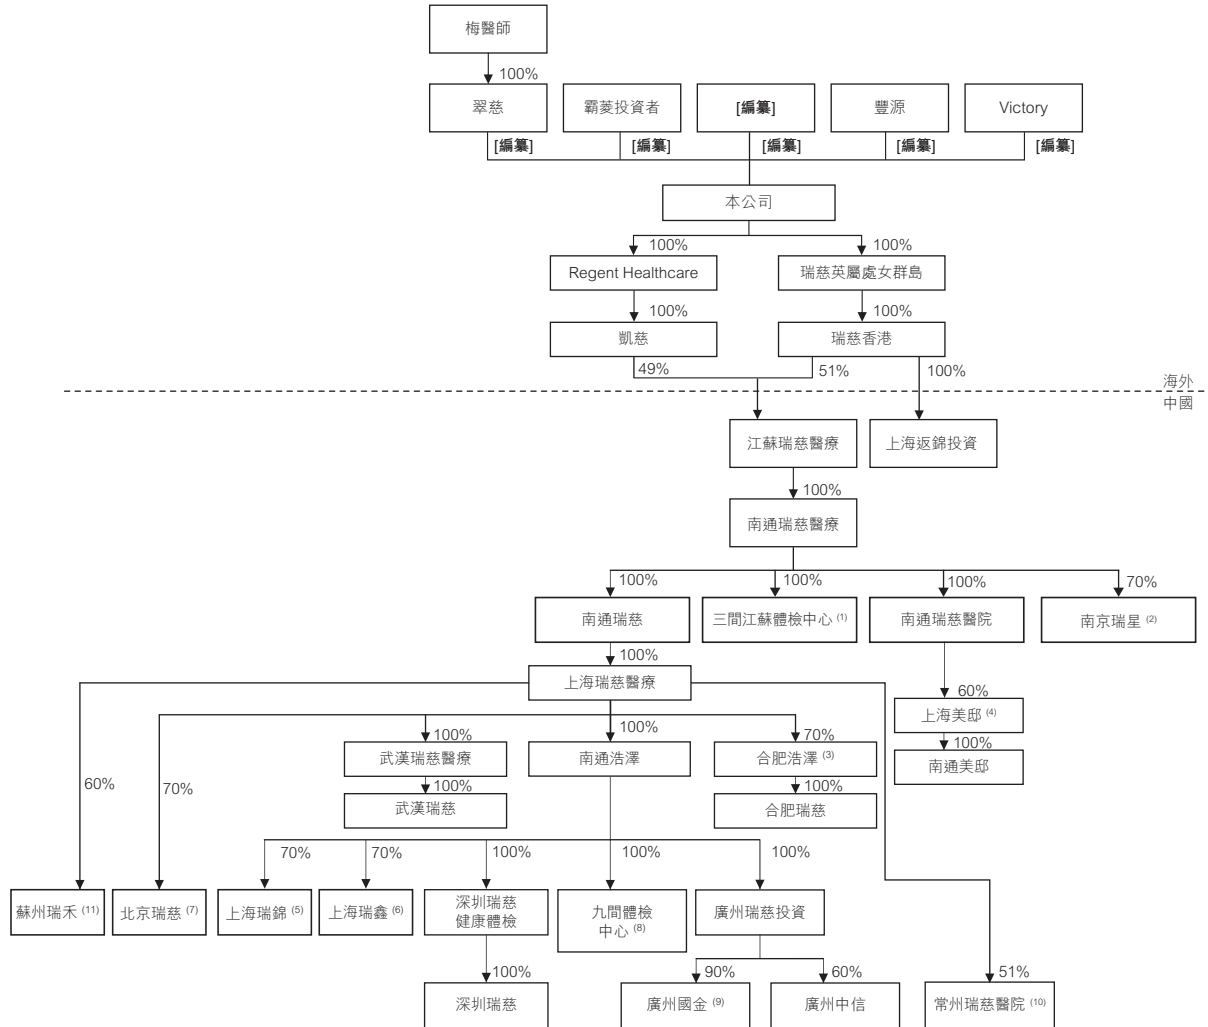 梅醫師
100%
翠慈
霸菱投資者
[編纂]
豐源
Victory
[編纂]
[編纂]
[編纂]
[編纂]
[編纂]
本公司
100%
100%
Regent Healthcare
瑞慈英屬處女群島
100%
100%
凱慈
瑞慈香港
49%
51%
100%
海外
中國
江蘇瑞慈醫療
上海返錦投資
100%
南通瑞慈醫療
100%
100%
100%
70%
南通瑞慈
三間江蘇體檢中心 (1)
南通瑞慈醫院
南京瑞星 (2)
100%
上海瑞慈醫療
60%
上海美邸 (4)
100%
100%
70%
100%
武漢瑞慈醫療
南通浩澤
合肥浩澤 (3)
南通美邸
60%
70%
100%
100%
武漢瑞慈
合肥瑞慈
70%
70%
100%
100%
100%
蘇州瑞禾 (11)
北京瑞慈 (7)
上海瑞錦 (5)
上海瑞鑫 (6)
深圳瑞慈
健康體檢
九間體檢
中心 (8)
廣州瑞慈投資
100%
90%
60%
51%
深圳瑞慈
廣州國金 (9)
廣州中信
常州瑞慈醫院 (10)